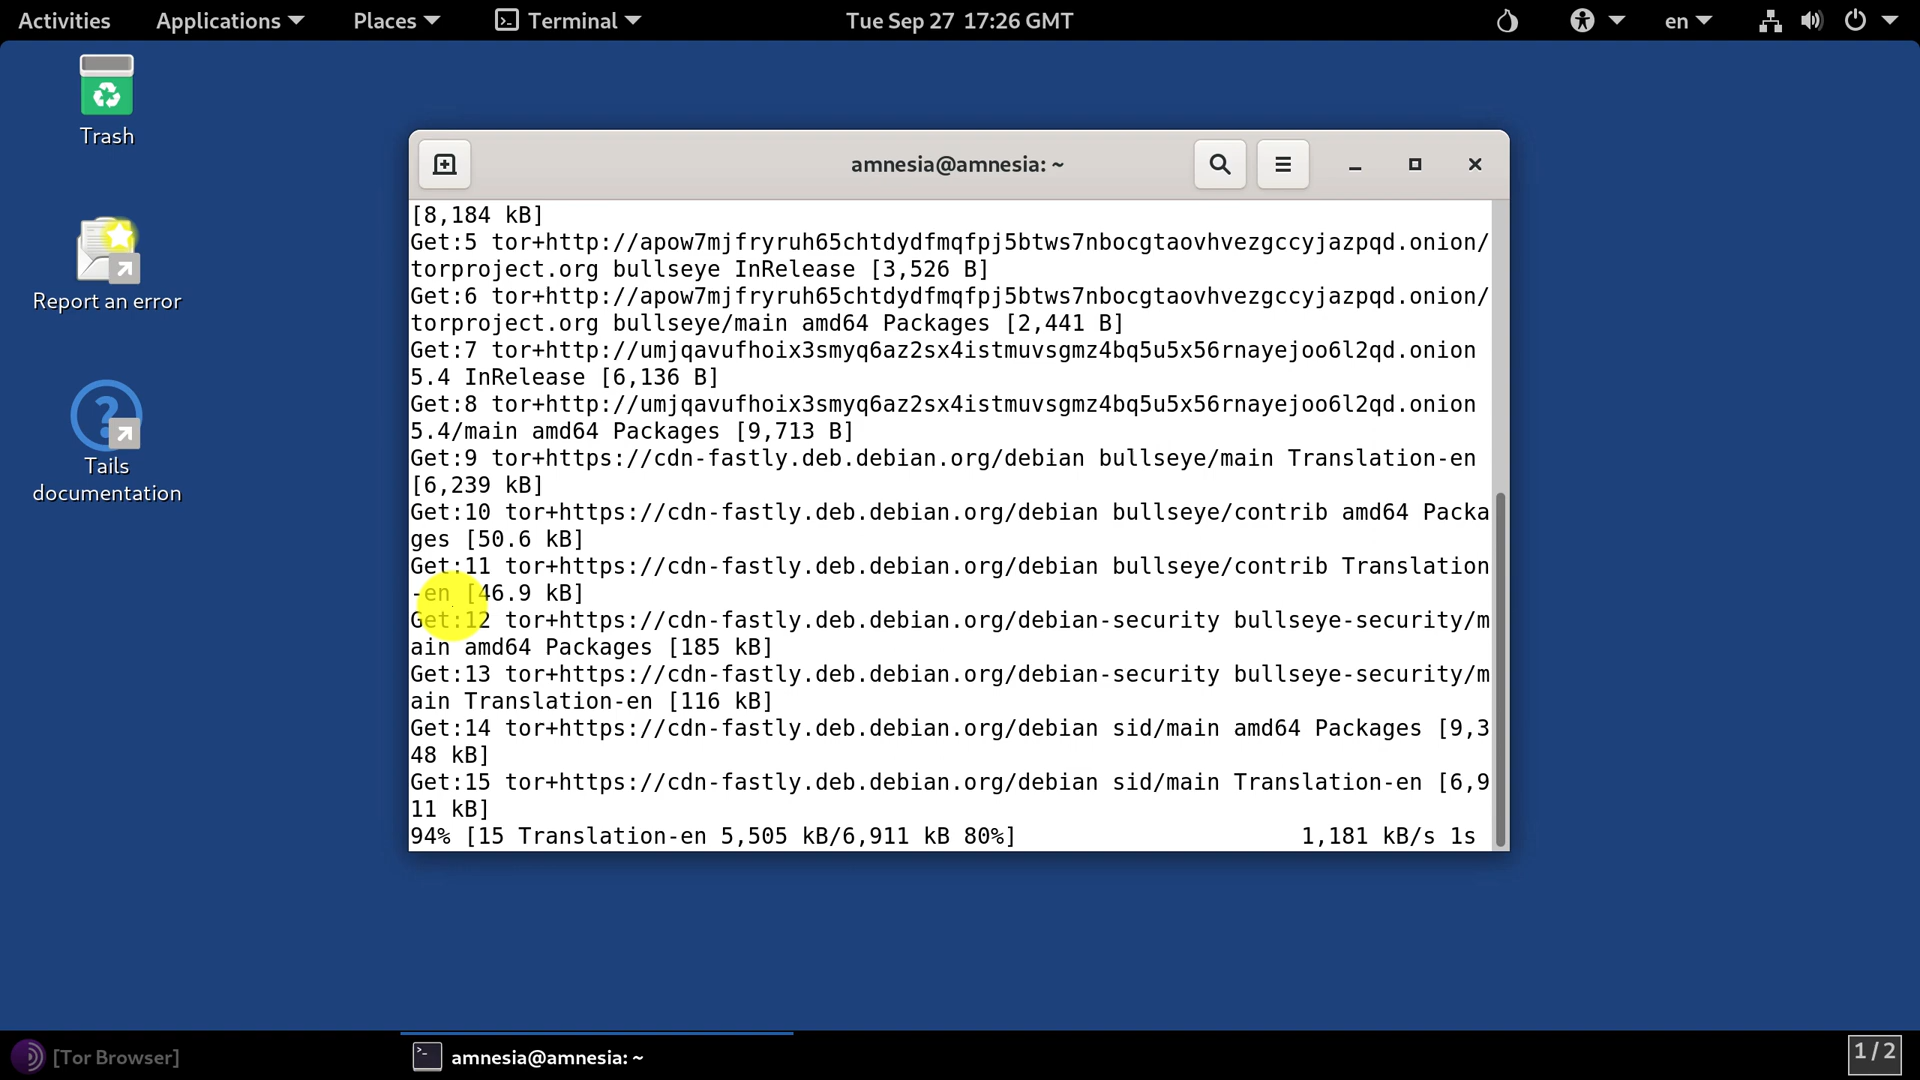 Activities Applications Places Terminal Tue Sep 27 17:26 GMT en
Trash
Report an error
Tails
documentation
amnesia@amnesia: ~
[8,184 kB]
Get:5 tor+http://apow7mjfryruh65chtdydfmqfpj5btws7nbocgtaovhvezgccyjazpqd.onion/
torproject.org bullseye InRelease [3,526 B]
Get:6 tor+http://apow7mjfryruh65chtdydfmqfpj5btws7nbocgtaovhvezgccyjazpqd.onion/
torproject.org bullseye/main amd64 Packages [2,441 B]
Get:7 tor+http://umjqavufhoix3smyq6az2sx4istmuvsgmz4bq5u5x56rnayejoo6l2qd.onion
5.4 InRelease [6,136 B]
Get:8 tor+http://umjqavufhoix3smyq6az2sx4istmuvsgmz4bq5u5x56rnayejoo6l2qd.onion
5.4/main amd64 Packages [9,713 B]
Get:9 tor+https://cdn-fastly.deb.debian.org/debian bullseye/main Translation-en
[6,239 kB]
Get:10 tor+https://cdn-fastly.deb.debian.org/debian bullseye/contrib amd64 Packa
ges [50.6 kB]
Get:11 tor+https://cdn-fastly.deb.debian.org/debian bullseye/contrib Translation
-en [46.9 kB]
Get:12 tor+https://cdn-fastly.deb.debian.org/debian-security bullseye-security/m
ain amd64 Packages [185 kB]
Get:13 tor+https://cdn-fastly.deb.debian.org/debian-security bullseye-security/m
ain Translation-en [116 kB]
Get:14 tor+https://cdn-fastly.deb.debian.org/debian sid/main amd64 Packages [9,3
48 kB]
Get:15 tor+https://cdn-fastly.deb.debian.org/debian sid/main Translation-en [6,9
11 kB]
94% [15 Translation-en 5,505 kB/6,911 kB 80%] 1,181 kB/s 1s
[Tor Browser] amnesia@amnesia: ~ 1/2